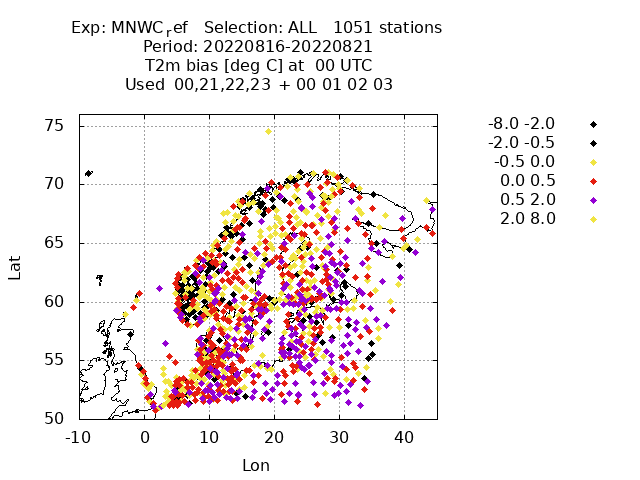 Exp: MNWC_ref   Selection: ALL   1051 stations
Period: 20220816-20220821
T2m bias [deg C] at  00 UTC
Used  00,21,22,23  + 00 01 02 03
75
70
65
60
55
50
-10 0 10 20 30 40
Lat
Lon
-8.0 -2.0
-2.0 -0.5
-0.5 0.0
0.0 0.5
0.5 2.0
2.0 8.0